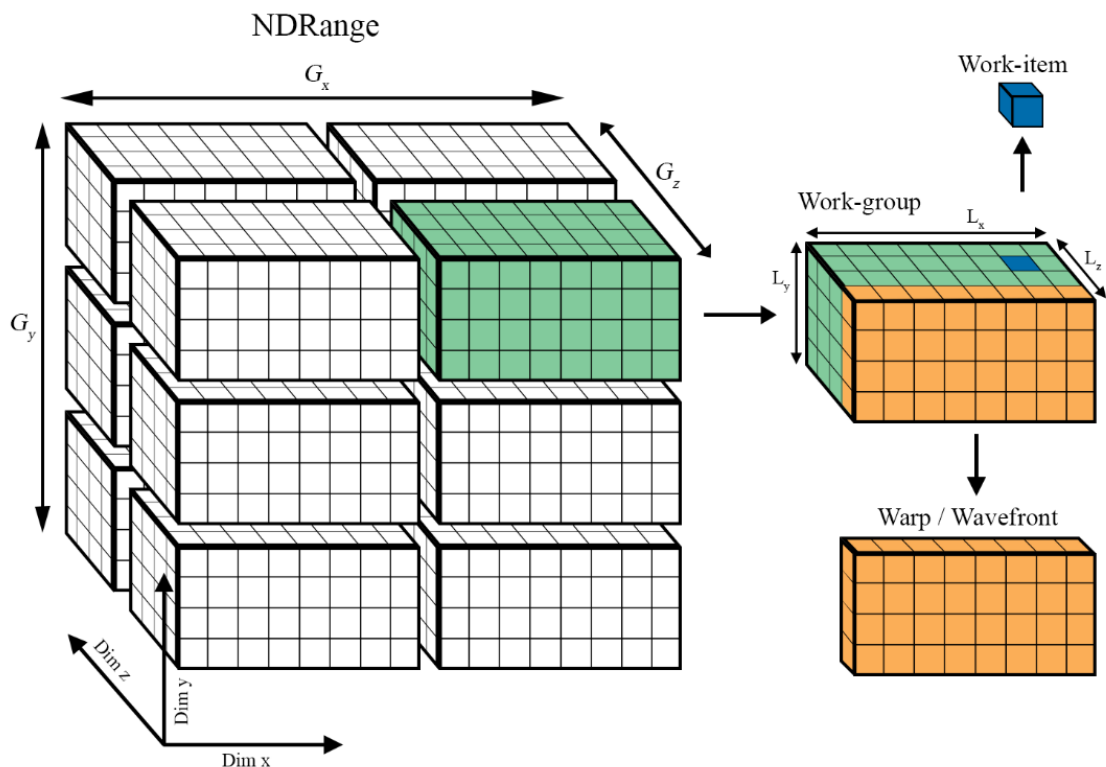 NDRange
Gx
Gy
Gz
Work-item
Work-group
Lx
Ly
Lz
Warp / Wavefront
Dim z
Dim y
Dim x